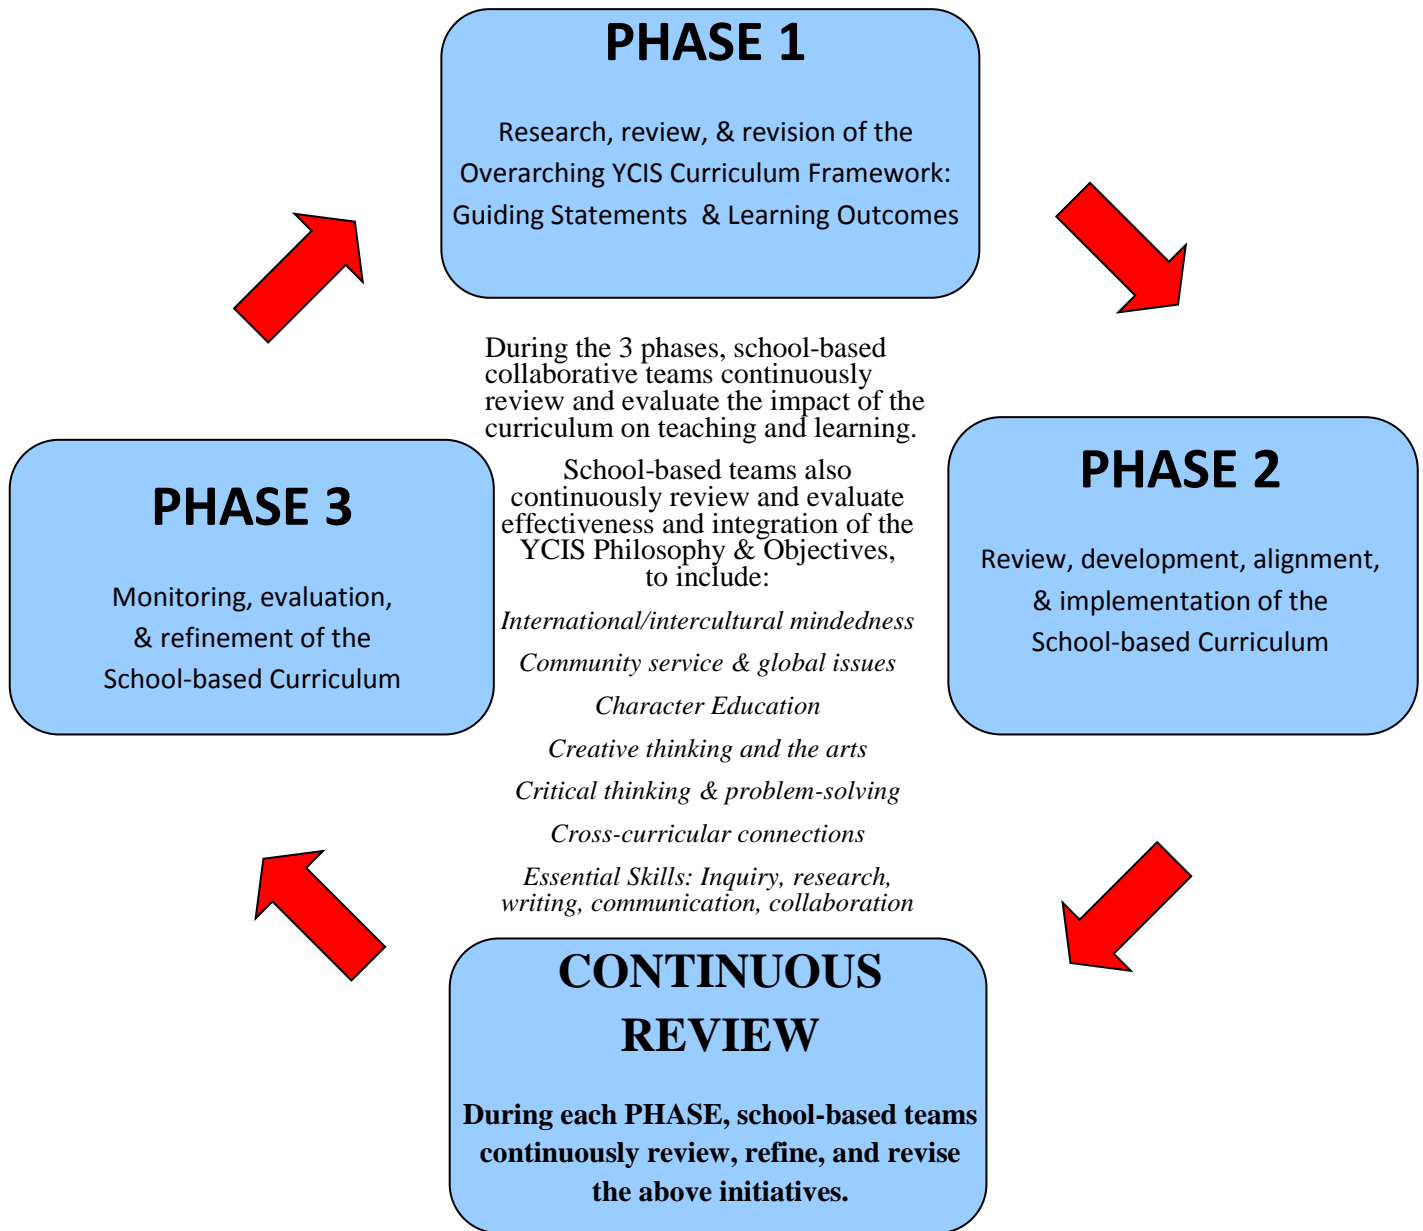 PHASE 1
Research, review, & revision of the
Overarching YCIS Curriculum Framework:
Guiding Statements & Learning Outcomes
During the 3 phases, school-based
collaborative teams continuously
review and evaluate the impact of the
curriculum on teaching and learning.
School-based teams also
continuously review and evaluate
effectiveness and integration of the
YCIS Philosophy & Objectives,
to include:
International/intercultural mindedness
Community service & global issues
Character Education
Creative thinking and the arts
Critical thinking & problem-solving
Cross-curricular connections
Essential Skills: Inquiry, research,
writing, communication, collaboration
PHASE 2
Review, development, alignment,
& implementation of the
School-based Curriculum
PHASE 3
Monitoring, evaluation,
& refinement of the
School-based Curriculum
CONTINUOUS
REVIEW
During each PHASE, school-based teams
continuously review, refine, and revise
the above initiatives.